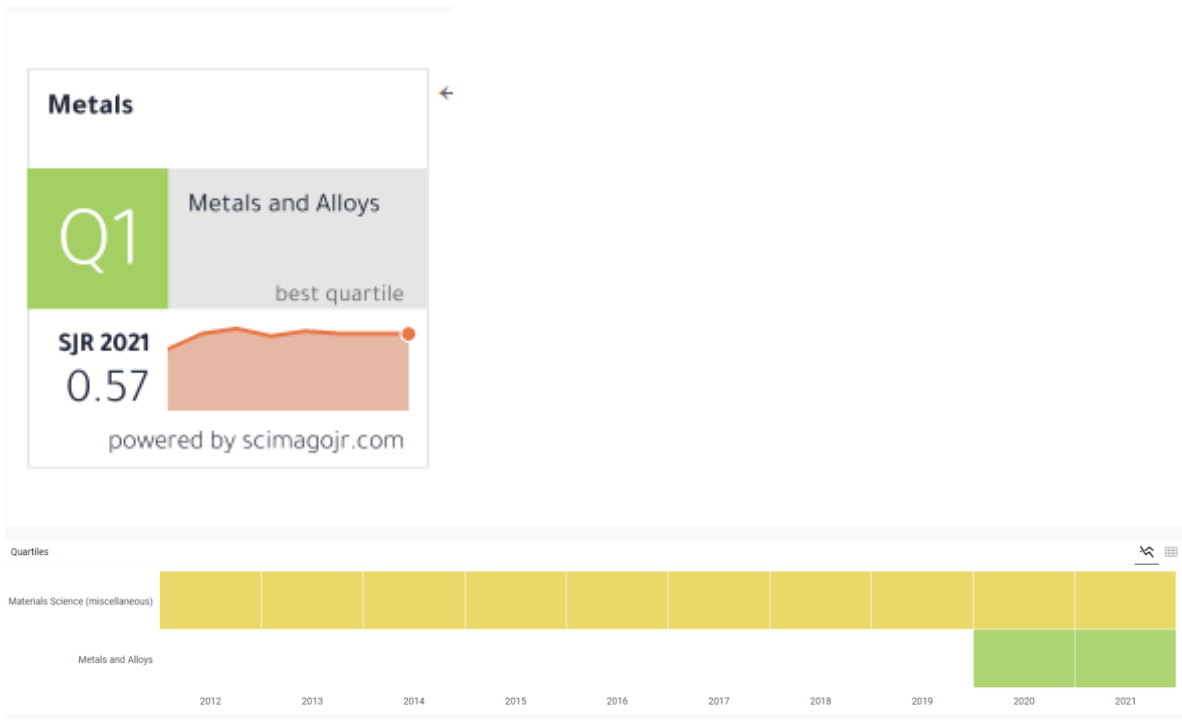 Metals
Q1
Metals and Alloys
best quartile
SJR 2021
0.57
powered by scimagojr.com
Quartiles
Materials Science (miscellaneous)
Metals and Alloys
2012 2013 2014 2015 2016 2017 2018 2019 2020 2021